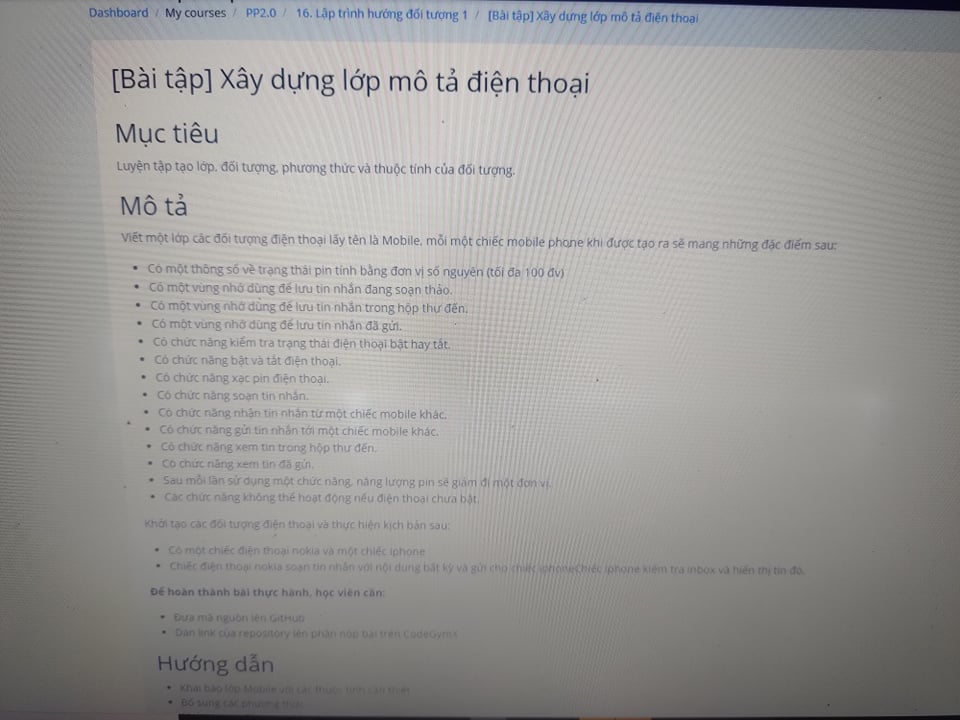 Dashboard / My courses / PP2.0 / 16. Lập trình hướng đối tượng 1 / [Bài tập] Xây dựng lớp mô tả điện thoại
[Bài tập] Xây dựng lớp mô tả điện thoại
Mục tiêu
Luyện tập tạo lớp, đối tượng, phương thức và thuộc tính của đối tượng.
Mô tả
Viết một lớp các đối tượng điện thoại lấy tên là Mobile, mỗi một chiếc mobile phone khi được tạo ra sẽ mang những đặc điểm sau:
• Có một thông số về trạng thái pin tính bằng đơn vị số nguyên (tối đa 100 đv)
• Có một vùng nhớ dùng để lưu tin nhắn đang soạn thảo.
• Có một vùng nhớ dùng để lưu tin nhắn trong hộp thư đến.
• Có một vùng nhớ dùng để lưu tin nhắn đã gửi.
• Có chức năng kiểm tra trạng thái điện thoại bật hay tắt.
• Có chức năng bật và tắt điện thoại.
• Có chức năng xạc pin điện thoại.
• Có chức năng soạn tin nhắn.
• Có chức năng nhận tin nhắn từ một chiếc mobile khác.
• Có chức năng gửi tin nhắn tới một chiếc mobile khác.
• Có chức năng xem tin trong hộp thư đến.
• Có chức năng xem tin đã gửi.
• Sau mỗi lần sử dụng một chức năng, năng lượng pin sẽ giảm đi một đơn vị.
• Các chức năng không thể hoạt động nếu điện thoại chưa bật.
Khởi tạo các đối tượng điện thoại và thực hiện kịch bản sau:
• Có một chiếc điện thoại nokia và một chiếc iphone
• Chiếc điện thoại nokia soạn tin nhắn với nội dung bất kỳ và gửi cho chiếc iphoneChiếc iphone kiểm tra inbox và hiển thị tin đó.
Để hoàn thành bài thực hành, học viên cần:
• Đưa mã nguồn lên GitHub
• Dán link của repository lên phần nộp bài trên CodeGymX
Hướng dẫn
• Khai báo lớp Mobile với các thuộc tính cần thiết
• Bổ sung các phương thức